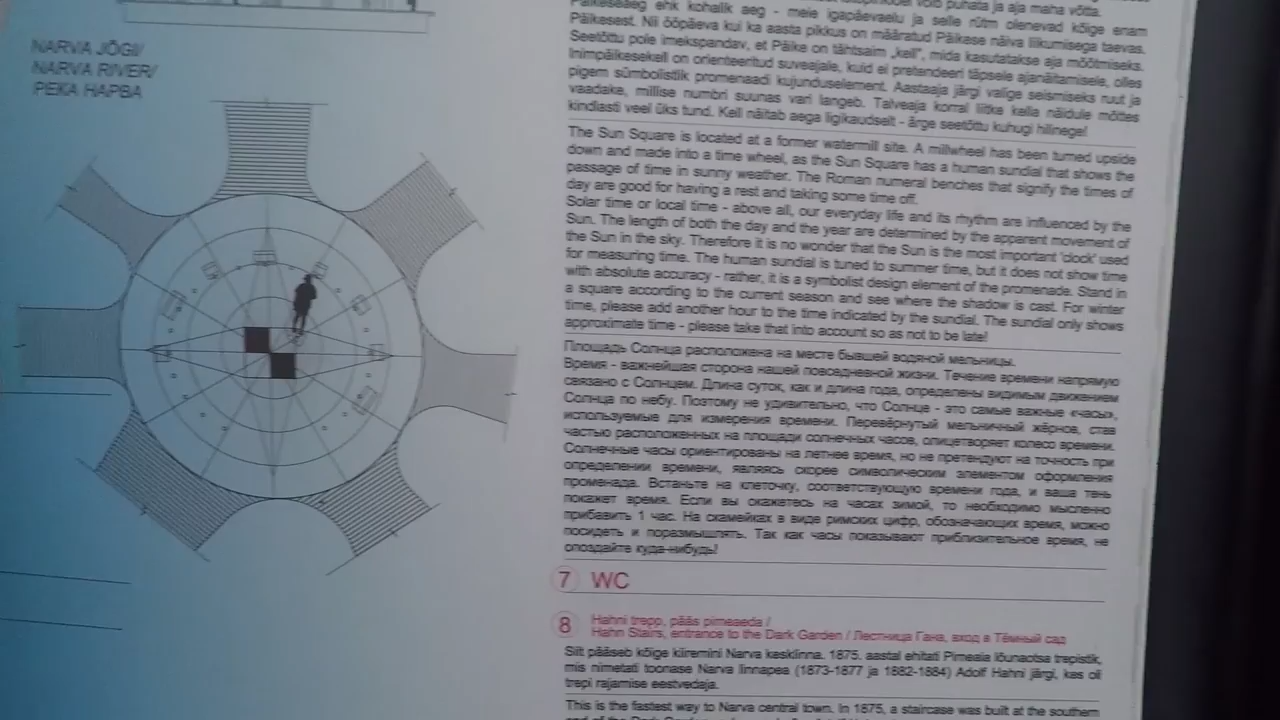 NARVA JÕGI/
NARVA RIVER/
РЕКА НАРВА
Päikeseaeg ehk kohalik aeg - meie igapäevaelu ja selle rütm olenevad kõige enam
Päikesest. Nii ööpäeva kui ka aasta pikkus on määratud Päikese näiva liikumisega taevas.
Seetõttu pole imekspandav, et Päike on tähtsaim „kell”, mida kasutatakse aja mõõtmiseks.
Inimpäikesekell on orienteeritud suveajale, kuid ei pretendeeri täpsele ajanäitamisele, olles
pigem sümbolistlik promenaadi kujunduselement. Aastaaja järgi valige seismiseks ruut ja
vaadake, millise numbri suunas vari langeb. Talveaja korral liitke kella näidule mõttes
kindlasti veel üks tund. Kell näitab aega ligikaudselt - ärge seetõttu kuhugi hilinege!
The Sun Square is located at a former watermill site. A millwheel has been turned upside
down and made into a time wheel, as the Sun Square has a human sundial that shows the
passage of time in sunny weather. The Roman numeral benches that signify the times of
day are good for having a rest and taking some time off.
Solar time or local time - above all, our everyday life and its rhythm are influenced by the
Sun. The length of both the day and the year are determined by the apparent movement of
the Sun in the sky. Therefore it is no wonder that the Sun is the most important 'clock' used
for measuring time. The human sundial is tuned to summer time, but it does not show time
with absolute accuracy - rather, it is a symbolist design element of the promenade. Stand in
a square according to the current season and see where the shadow is cast. For winter
time, please add another hour to the time indicated by the sundial. The sundial only shows
approximate time - please take that into account so as not to be late!
Площадь Солнца расположена на месте бывшей водяной мельницы.
Время - важнейшая сторона нашей повседневной жизни. Течение времени напрямую
связано с Солнцем. Длина суток, как и длина года, определены видимым движением
Солнца по небу. Поэтому не удивительно, что Солнце - это самые важные «часы»,
используемые для измерения времени. Перевёрнутый мельничный жёрнов, став
частью расположенных на площади солнечных часов, олицетворяет колесо времени.
Солнечные часы ориентированы на летнее время, но не претендуют на точность при
определении времени, являясь скорее символическим элементом оформления
променада. Встаньте на клеточку, соответствующую времени года, и ваша тень
покажет время. Если вы окажетесь на часах зимой, то необходимо мысленно
прибавить 1 час. На скамейках в виде римских цифр, обозначающих время, можно
посидеть и поразмышлять. Так как часы показывают приблизительное время, не
опоздайте куда-нибудь!
7 WC
8 Hahni trepp, pääs pimeaeda /
Hahn Stairs, entrance to the Dark Garden / Лестница Гана, вход в Тёмный сад
Siit pääseb kõige kiiremini Narva kesklinna. 1875. aastal ehitati Pimeaia lõunaotsa trepistik,
mis nimetati toonase Narva linnapea (1873-1877 ja 1882-1884) Adolf Hahni järgi, kes oli
trepi rajamise eestvedaja.
This is the fastest way to Narva central town. In 1875, a staircase was built at the southern